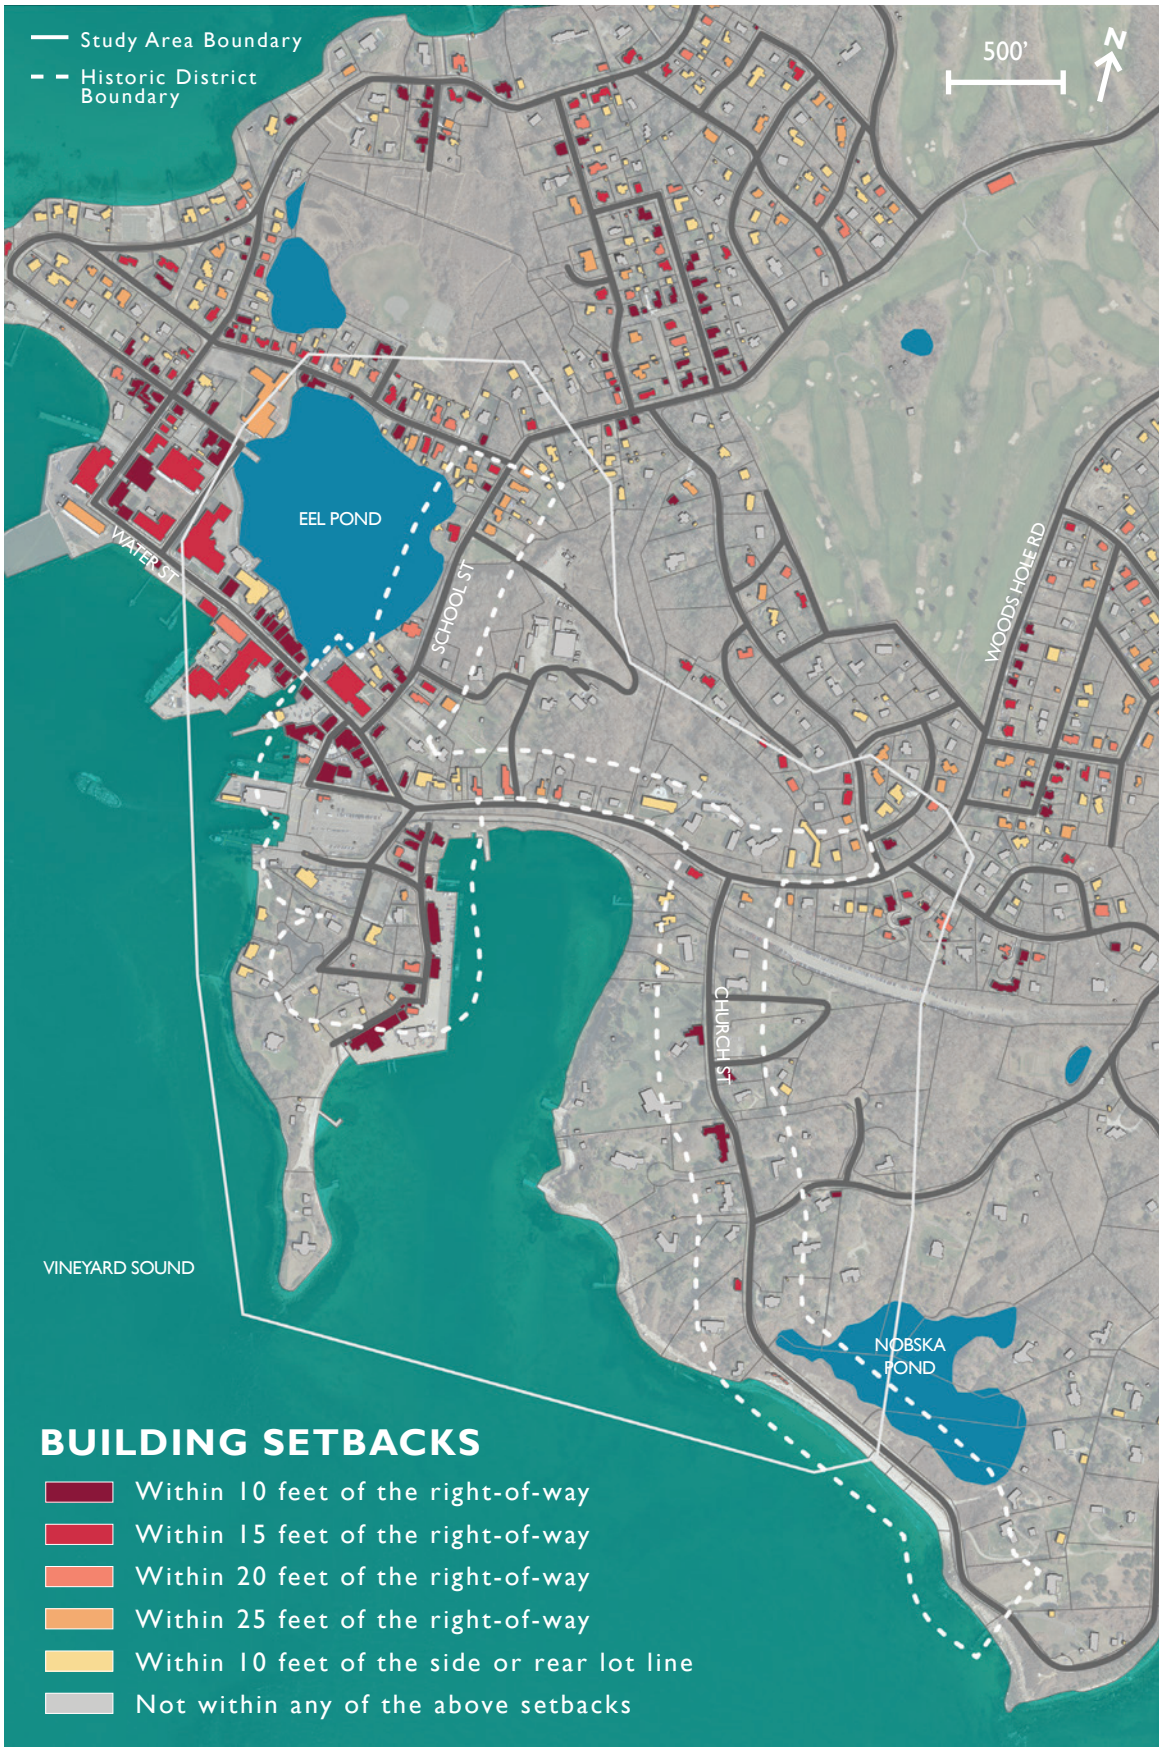 Study Area Boundary
Historic District
Boundary
500'
N
EEL POND
WATER ST
SCHOOL ST
WOODS HOLE RD
CHURCH ST
VINEYARD SOUND
NOBSKA
POND
BUILDING SETBACKS
Within 10 feet of the right-of-way
Within 15 feet of the right-of-way
Within 20 feet of the right-of-way
Within 25 feet of the right-of-way
Within 10 feet of the side or rear lot line
Not within any of the above setbacks